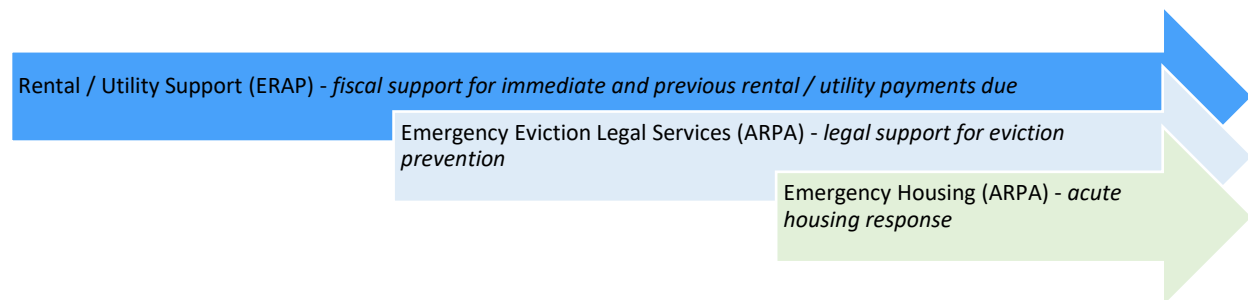 Rental / Utility Support (ERAP) - fiscal support for immediate and previous rental / utility payments due
Emergency Eviction Legal Services (ARPA) - legal support for eviction
prevention
Emergency Housing (ARPA) - acute
housing response